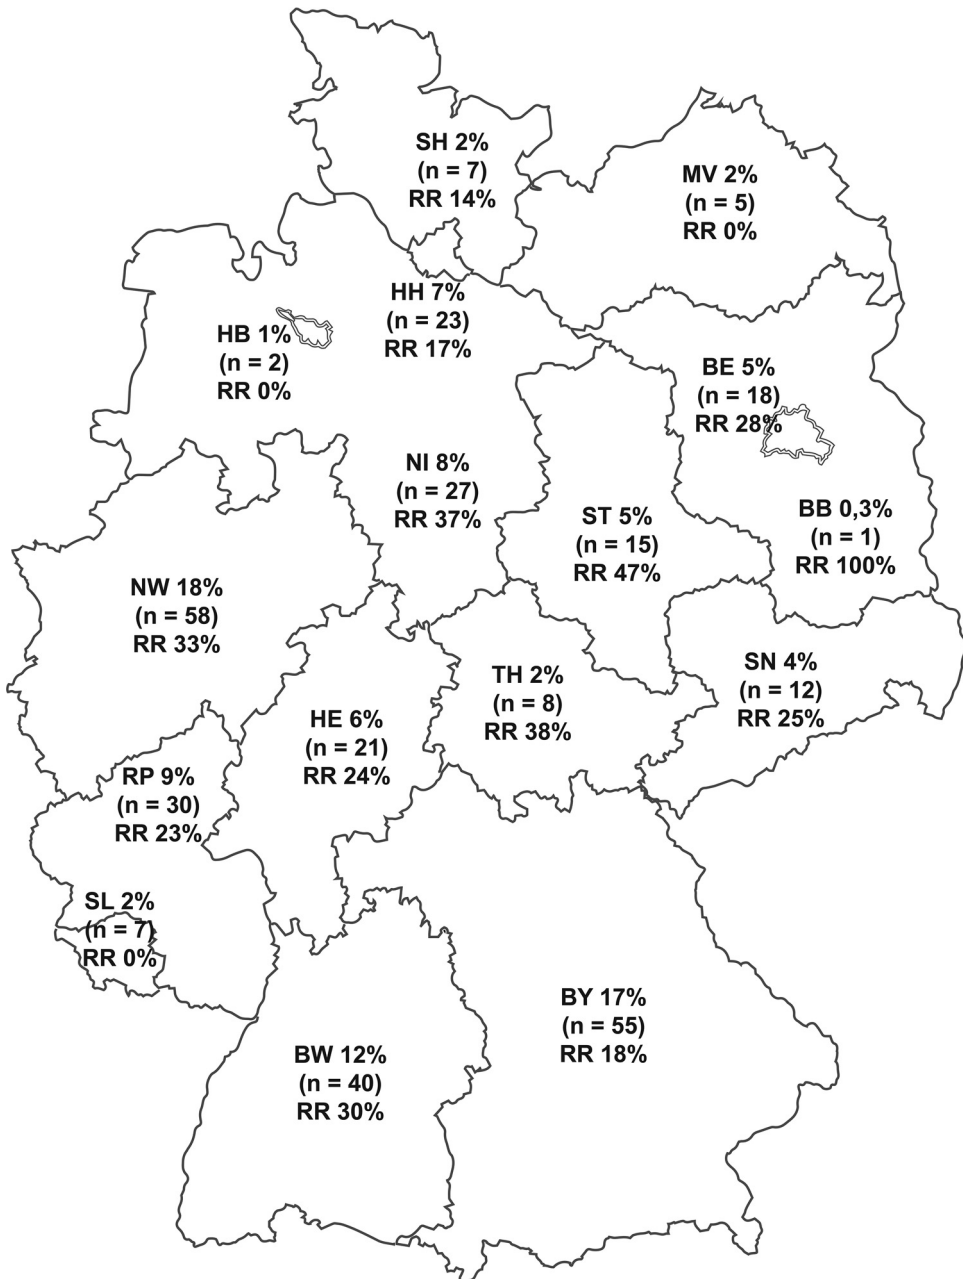 SH 2%
(n = 7)
RR 14%
MV 2%
(n = 5)
RR 0%
HH 7%
(n = 23)
RR 17%
HB 1%
(n = 2)
RR 0%
BE 5%
(n = 18)
RR 28%
NI 8%
(n = 27)
RR 37%
ST 5%
(n = 15)
RR 47%
BB 0,3%
(n = 1)
RR 100%
NW 18%
(n = 58)
RR 33%
HE 6%
(n = 21)
RR 24%
TH 2%
(n = 8)
RR 38%
SN 4%
(n = 12)
RR 25%
RP 9%
(n = 30)
RR 23%
SL 2%
(n = 7)
RR 0%
BW 12%
(n = 40)
RR 30%
BY 17%
(n = 55)
RR 18%